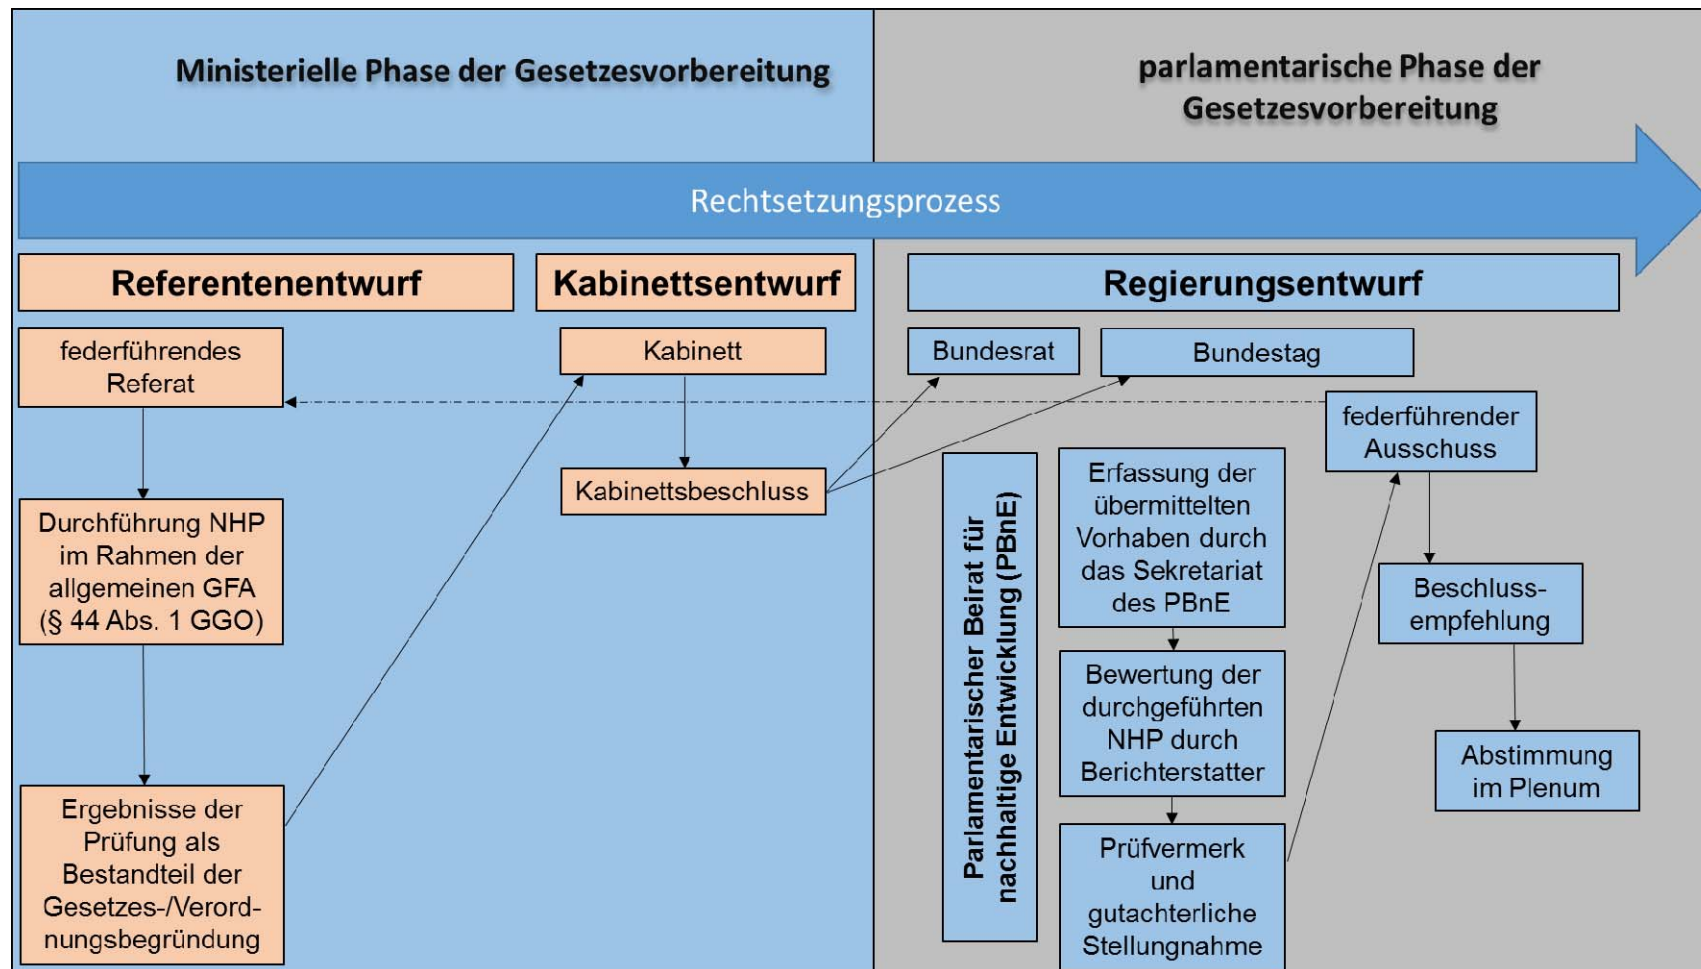 Ministerielle Phase der Gesetzesvorbereitung
parlamentarische Phase der
Gesetzesvorbereitung
Rechtsetzungsprozess
Referentenentwurf
Kabinettsentwurf
Regierungsentwurf
federführendes
Referat
Durchführung NHP
im Rahmen der
allgemeinen GFA
(§ 44 Abs. 1 GGO)
Ergebnisse der
Prüfung als
Bestandteil der
Gesetzes-/Verord-
nungsbegründung
Kabinett
Kabinettsbeschluss
Bundesrat
Bundestag
Parlamentarischer Beirat für
nachhaltige Entwicklung (PBnE)
Erfassung der
übermittelten
Vorhaben durch
das Sekretariat
des PBnE
Bewertung der
durchgeführten
NHP durch
Berichterstatter
Prüfvermerk
und
gutachterliche
Stellungnahme
federführender
Ausschuss
Beschluss-
empfehlung
Abstimmung
im Plenum